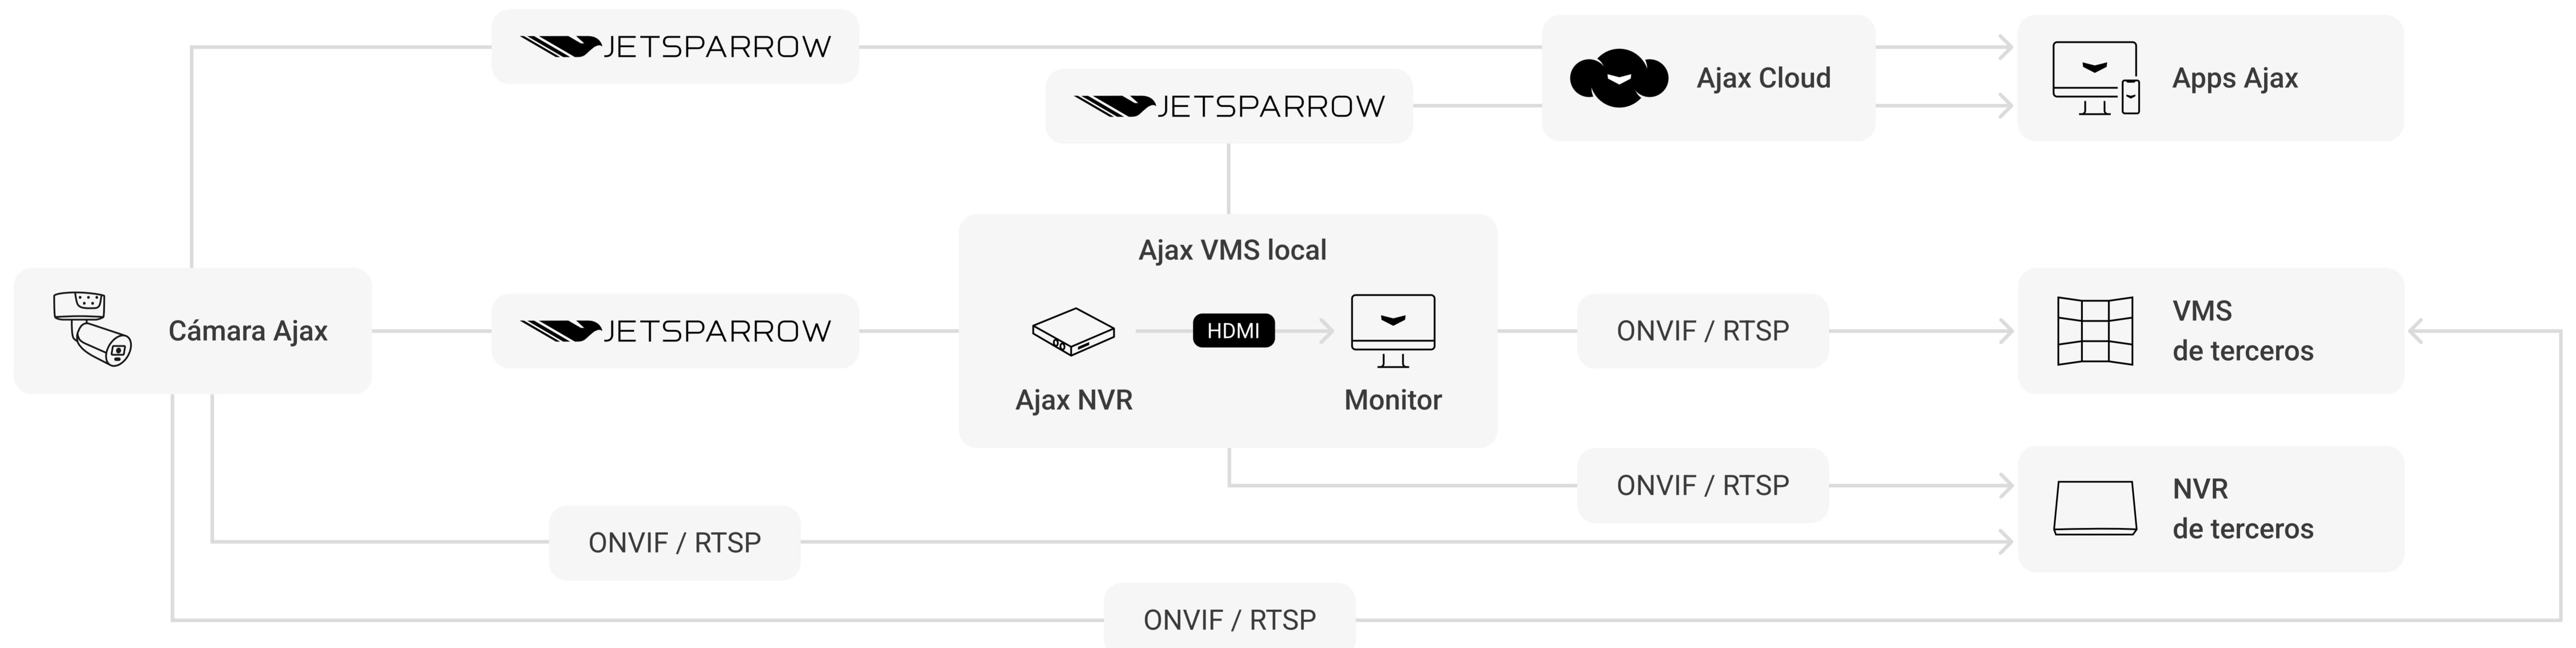 JETSPARROW
JETSPARROW
Ajax Cloud
Apps Ajax
Ajax VMS local
Cámara Ajax
JETSPARROW
HDMI
Ajax NVR
Monitor
ONVIF / RTSP
VMS
de terceros
ONVIF / RTSP
NVR
de terceros
ONVIF / RTSP
ONVIF / RTSP